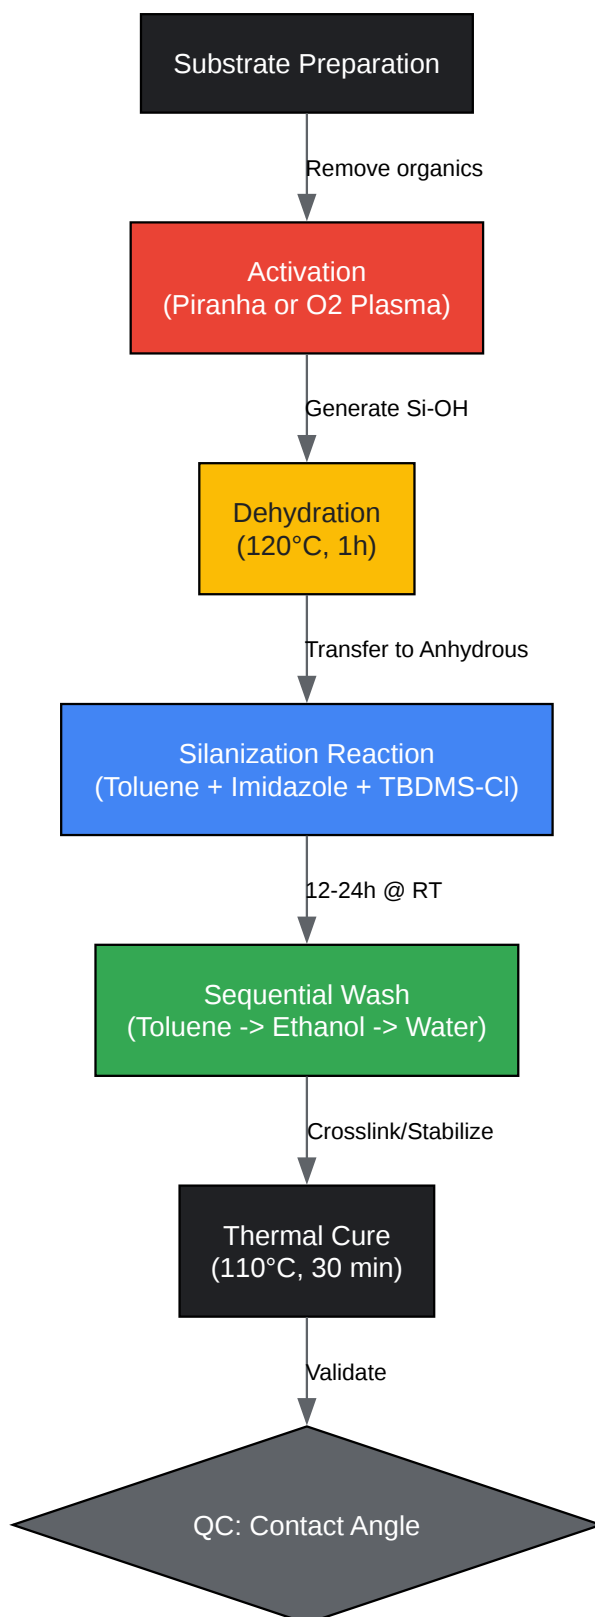 Substrate Preparation
Remove organics
Activation
(Piranha or O2 Plasma)
Generate Si-OH
Dehydration
(120°C, 1h)
Transfer to Anhydrous
Silanization Reaction
(Toluene + Imidazole + TBDMS-Cl)
12-24h @ RT
Sequential Wash
(Toluene -> Ethanol -> Water)
Crosslink/Stabilize
Thermal Cure
(110°C, 30 min)
Validate
QC: Contact Angle